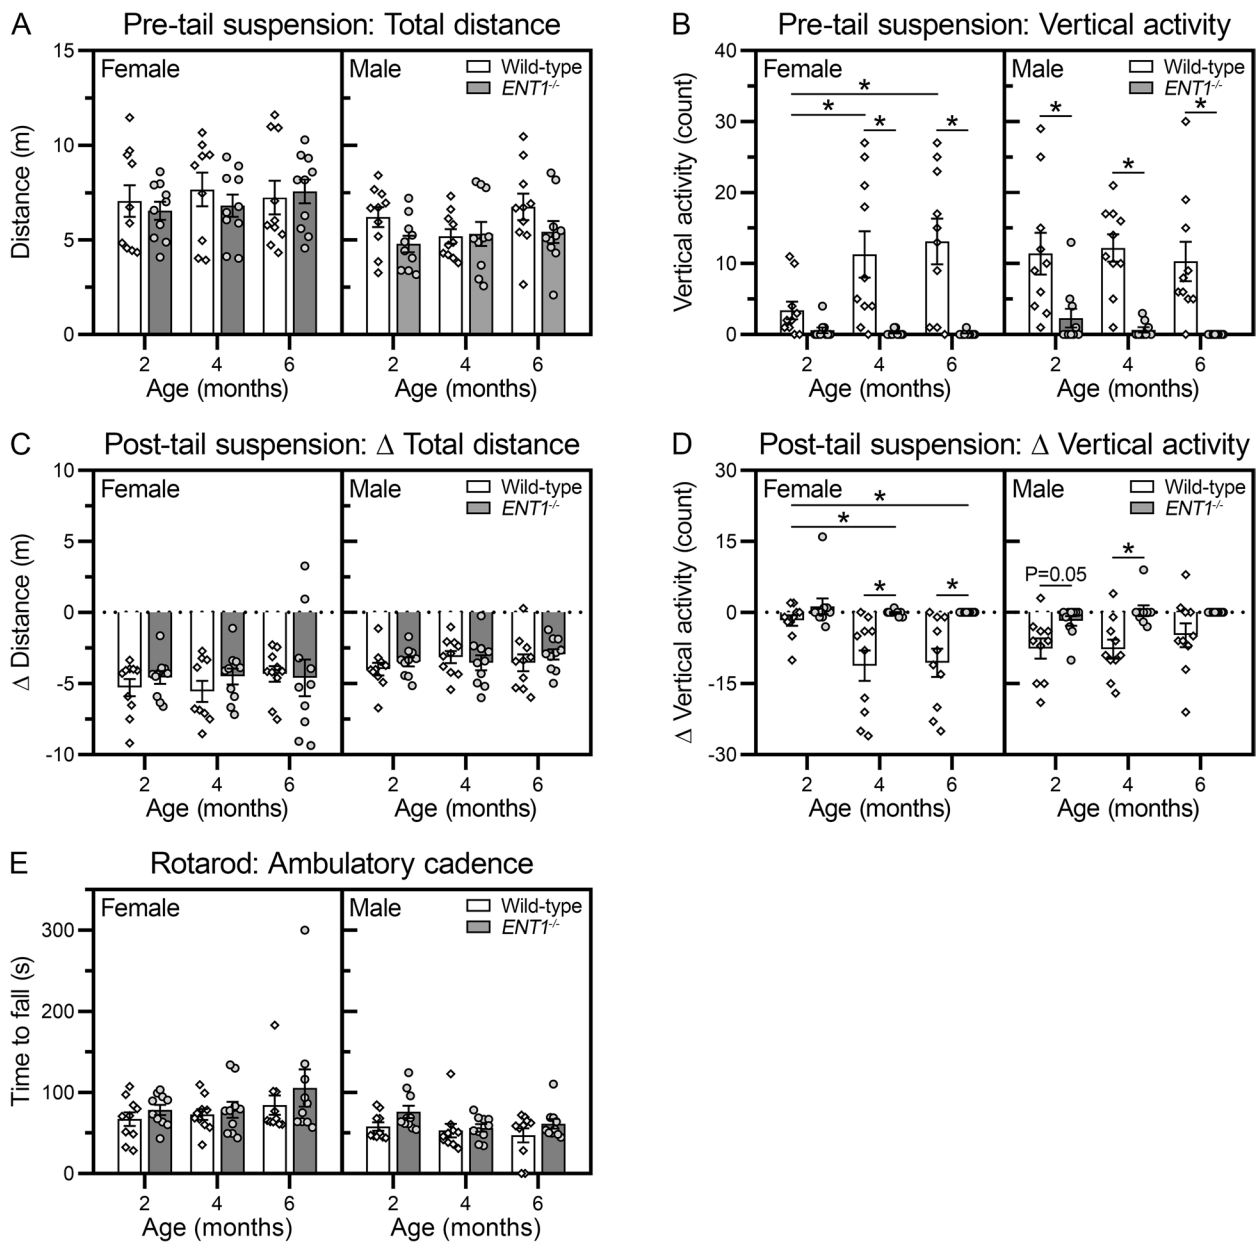 A Pre-tail suspension: Total distance
15
10
5
0
Distance (m)
Female
Male
Wild-type
ENT1-/-
2 4 6 2 4 6
Age (months) Age (months)
B Pre-tail suspension: Vertical activity
40
30
20
10
0
Vertical activity (count)
Female
Male
Wild-type
ENT1-/-
*
*
* *
* * *
2 4 6 2 4 6
Age (months) Age (months)
C Post-tail suspension: Δ Total distance
10
5
0
-5
-10
Δ Distance (m)
Female
Male
Wild-type
ENT1-/-
2 4 6 2 4 6
Age (months) Age (months)
D Post-tail suspension: Δ Vertical activity
30
15
0
-15
-30
Δ Vertical activity (count)
Female
Male
Wild-type
ENT1-/-
*
*
* *
P=0.05 *
2 4 6 2 4 6
Age (months) Age (months)
E Rotarod: Ambulatory cadence
300
200
100
0
Time to fall (s)
Female
Male
Wild-type
ENT1-/-
2 4 6 2 4 6
Age (months) Age (months)